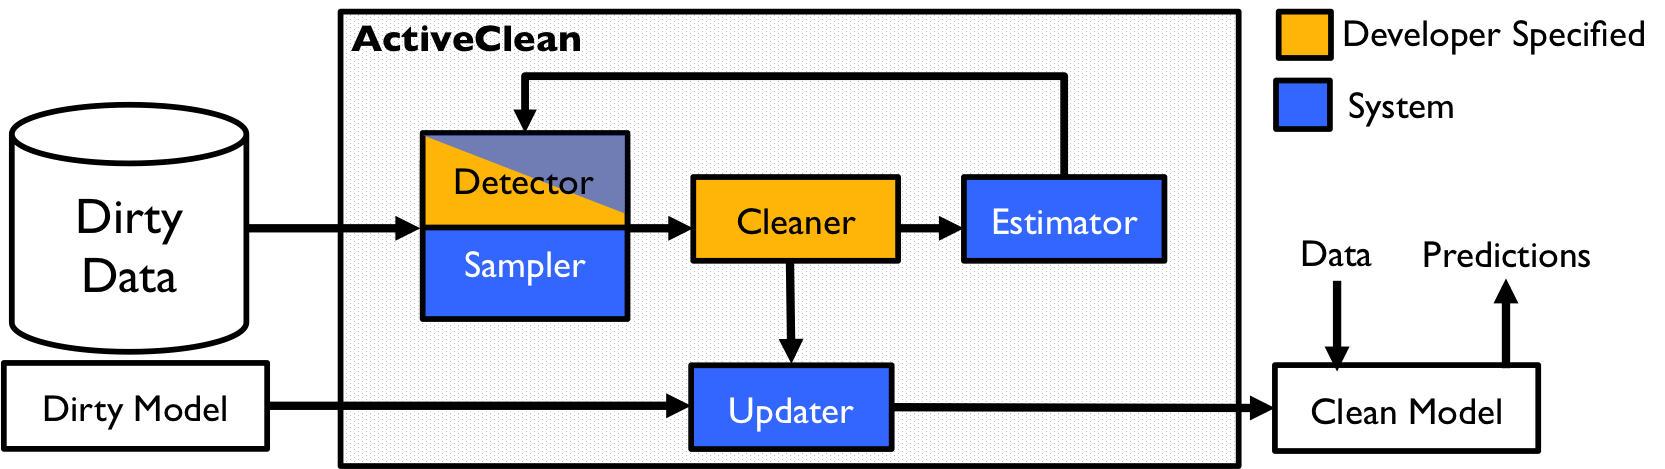 ActiveClean
Developer Specified
System
Dirty
Data
Detector
Sampler
Cleaner
Estimator
Data
Predictions
Dirty Model
Updater
Clean Model